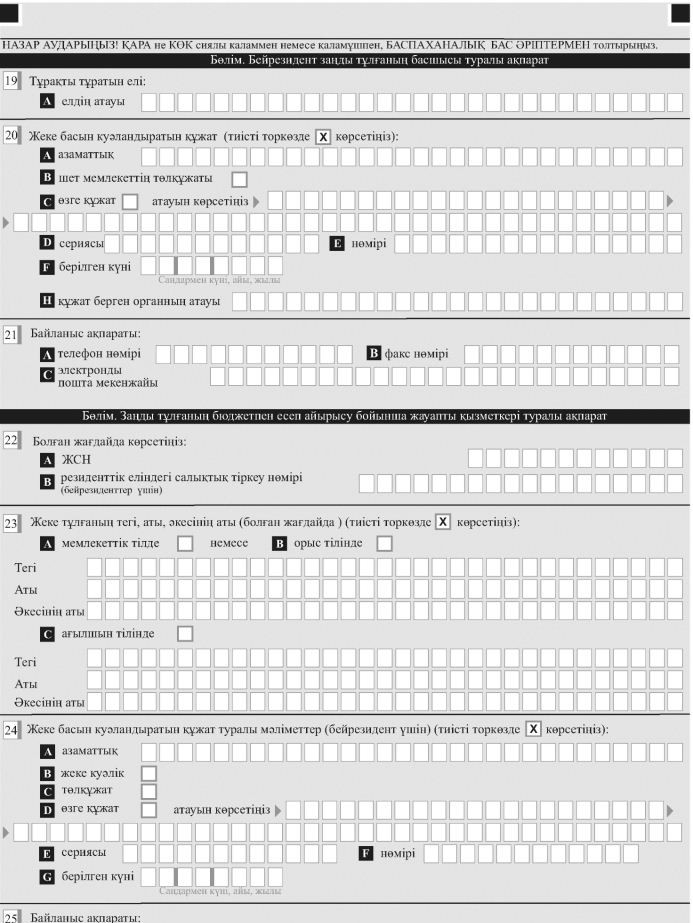 НАЗАР АУДАРЫҢЫЗ! ҚАРА не КӨК сиялы қаламмен немесе қаламұшпен, БАСПАХАНАЛЫҚ БАС ӘРІПТЕРМЕН толтырыңыз.
Бөлім. Бейрезидент заңды тұлғаның басшысы туралы ақпарат
19 Тұрақты тұратын елі:
A елдің атауы
20 Жеке басын куәландыратын құжат (тиісті торкөзде X көрсетіңіз):
A азаматтық
B шет мемлекеттің төлқұжаты
C өзге құжат атауын көрсетіңіз
D сериясы E нөмірі
F берілген күні
Сандармен күні, айы, жылы
H құжат берген органның атауы
21 Байланыс ақпараты:
A телефон нөмірі B факс нөмірі
C электронды
пошта мекенжайы
Бөлім. Заңды тұлғаның бюджетпен есеп айырысу бойынша жауапты қызметкері туралы ақпарат
22 Болған жағдайда көрсетіңіз:
A ЖСН
B резиденттік еліндегі салықтық тіркеу нөмірі
(бейрезиденттер үшін)
23 Жеке тұлғаның тегі, аты, әкесінің аты (болған жағдайда ) (тиісті торкөзде X көрсетіңіз):
A мемлекеттік тілде немесе B орыс тілінде
Тегі
Аты
Әкесінің аты
C ағылшын тілінде
Тегі
Аты
Әкесінің аты
24 Жеке басын куәландыратын құжат туралы мәліметтер (бейрезидент үшін) (тиісті торкөзде X көрсетіңіз):
A азаматтық
B жеке куәлік
C төлқұжат
D өзге құжат атауын көрсетіңіз
E сериясы F нөмірі
G берілген күні
Сандармен күні, айы, жылы
25 Байланыс ақпараты: